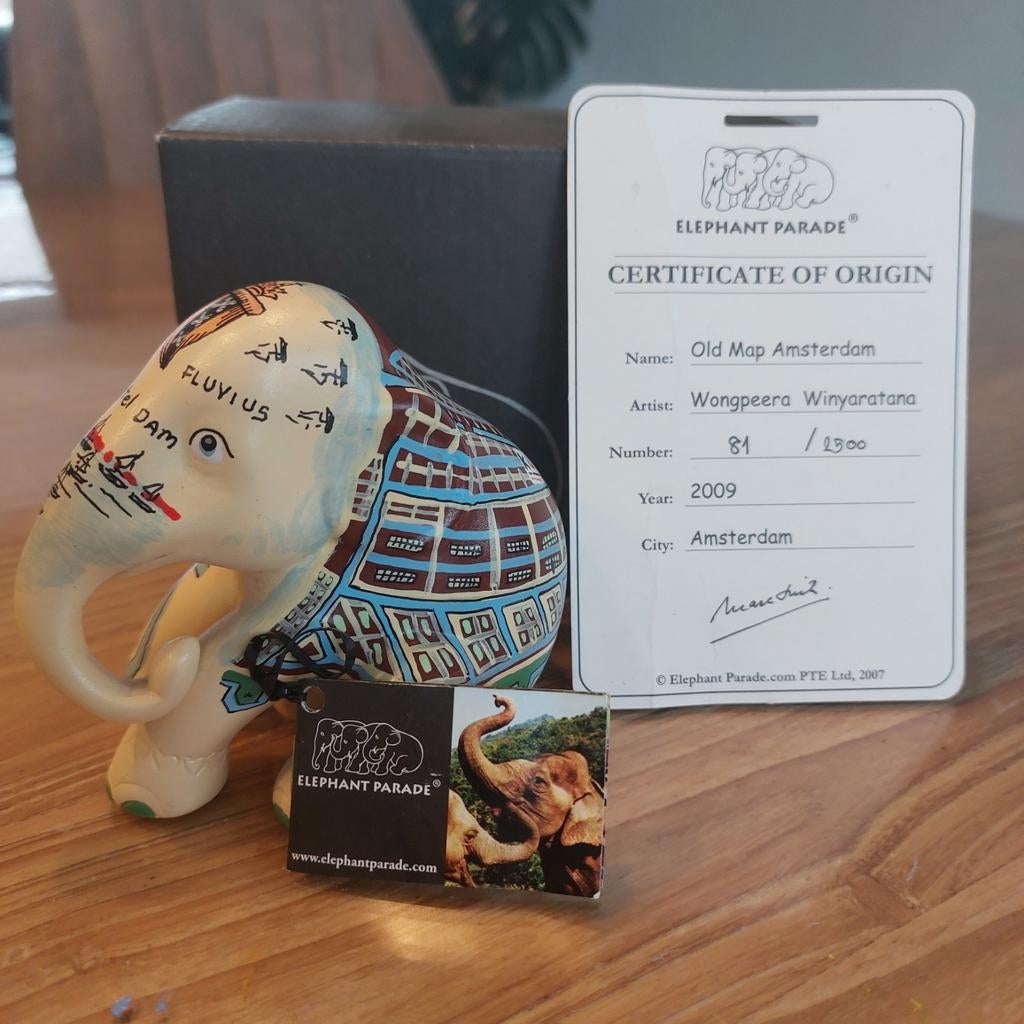 FLUVIUS
DAM
ELEPHANT PARADE®
CERTIFICATE OF ORIGIN
Name: Old Map Amsterdam
Artist: Wongpeera Winyaratana
Number: 81 / 2500
Year: 2009
City: Amsterdam
© Elephant Parade.com PTE Ltd, 2007
ELEPHANT PARADE®
www.elephantparade.com